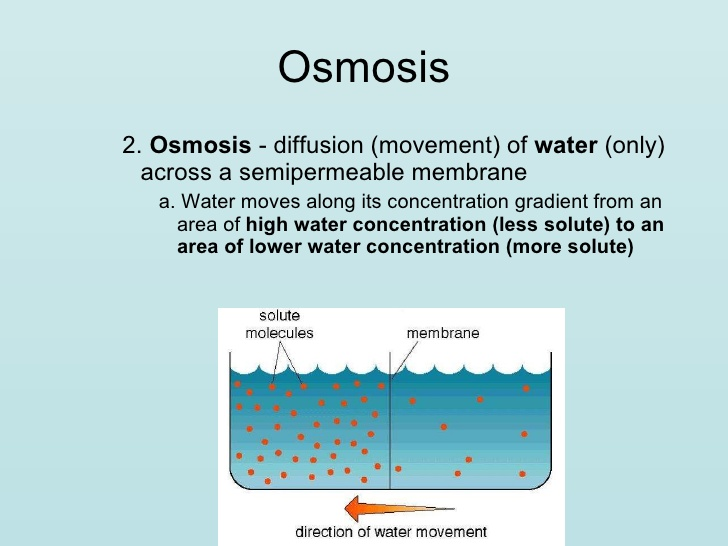 Osmosis
2. Osmosis - diffusion (movement) of water (only)
across a semipermeable membrane
a. Water moves along its concentration gradient from an
area of high water concentration (less solute) to an
area of lower water concentration (more solute)
solute
molecules
membrane
direction of water movement